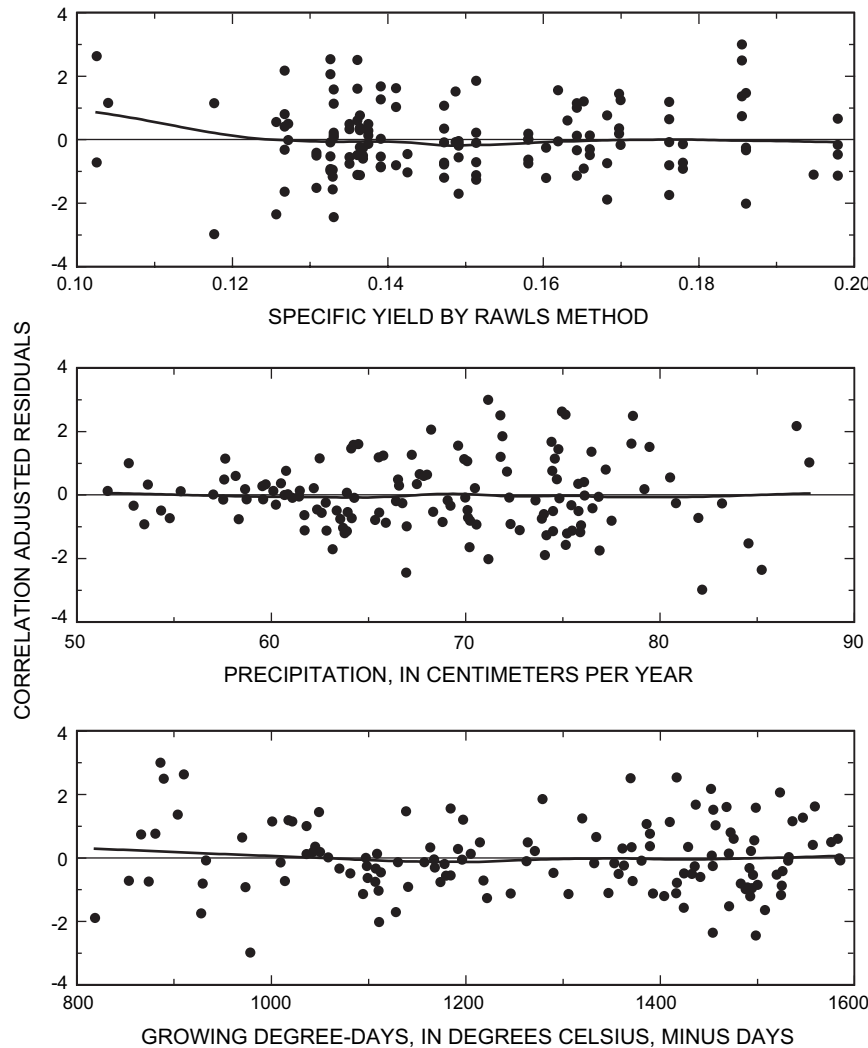 4
2
0
-2
-4
0.10 0.12 0.14 0.16 0.18 0.20
SPECIFIC YIELD BY RAWLS METHOD
CORRELATION ADJUSTED RESIDUALS
4
2
0
-2
-4
50 60 70 80 90
PRECIPITATION, IN CENTIMETERS PER YEAR
4
2
0
-2
-4
800 1000 1200 1400 1600
GROWING DEGREE-DAYS, IN DEGREES CELSIUS, MINUS DAYS